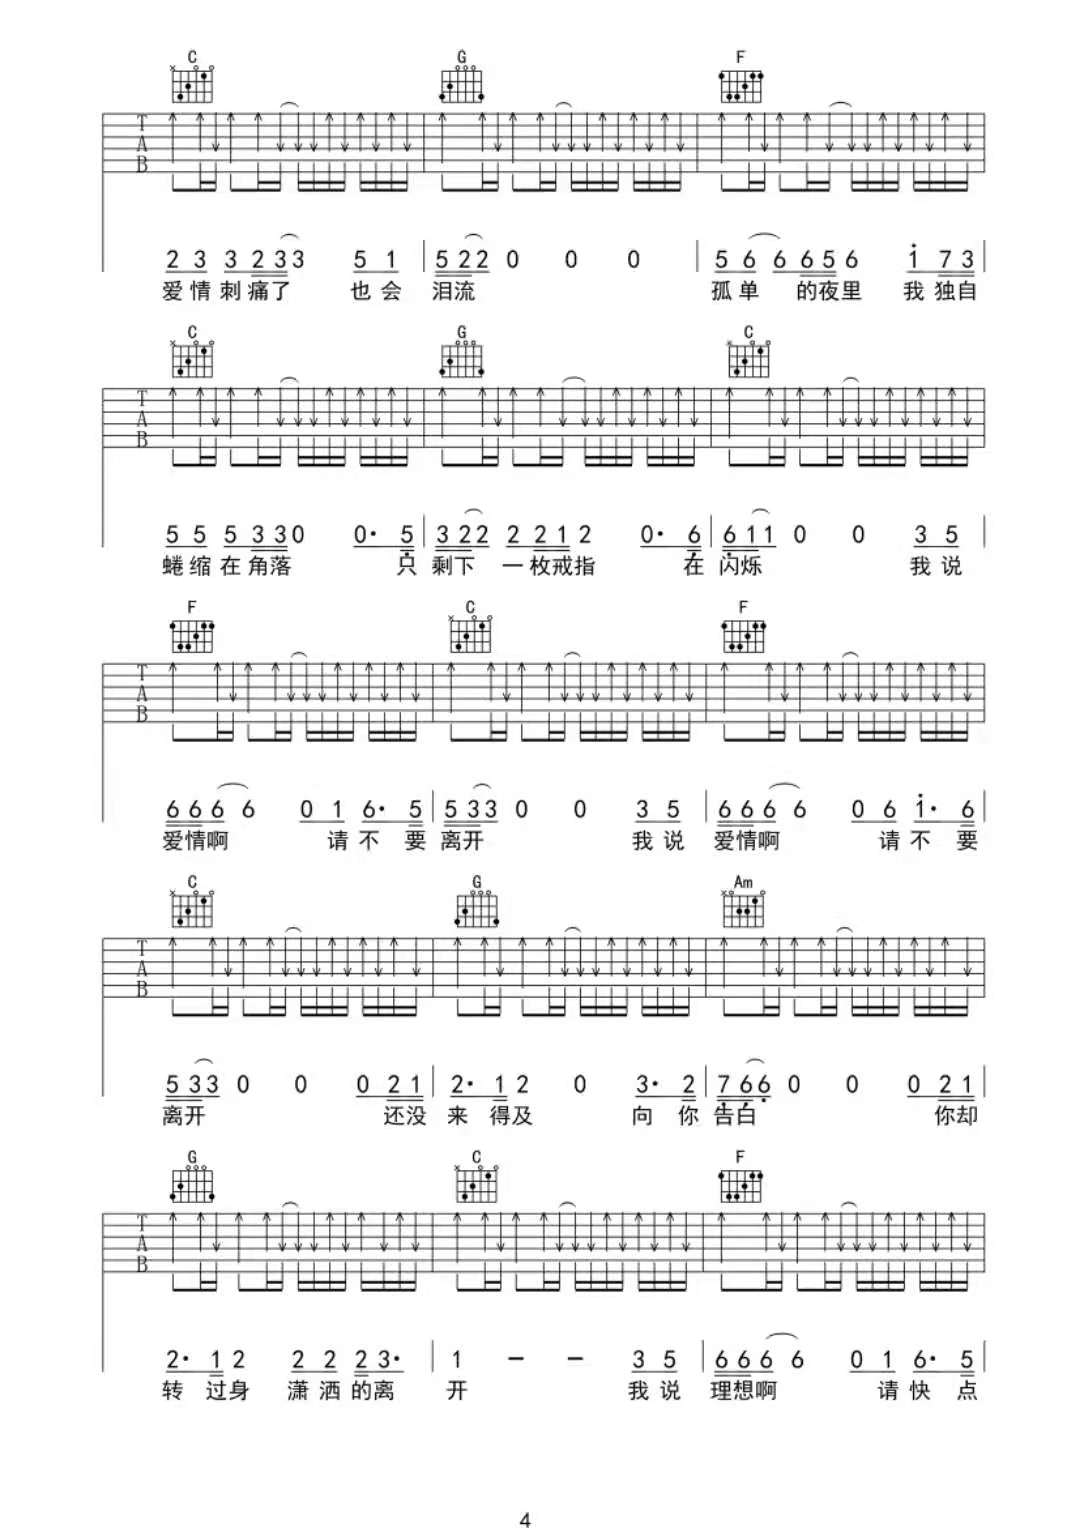 C G F
T A B
2 3 3 2 3 3 5 1 | 5 2 2 0 0 0 | 5 6 6 6 5 6 i 7 3
爱情刺痛了 也会 泪流 孤单 的夜里 我独自
C G C
T A B
5 5 5 3 3 0 0· 5 | 3 2 2 2 2 1 2 0· 6 | 6 1 1 0 0 3 5
蜷缩在角落 只 剩下 一枚戒指 在 闪烁 我说
F C F
T A B
6 6 6 6 0 1 6· 5 | 5 3 3 0 0 3 5 | 6 6 6 6 0 6 i· 6
爱情啊 请不要 离开 我说 爱情啊 请不要
C G Am
T A B
5 3 3 0 0 0 2 1 | 2· 1 2 0 3· 2 | 7 6 6 0 0 0 2 1
离开 还没 来得及 向你 告白 你却
G C F
T A B
2· 1 2 2 2 2 3· | 1 — — 3 5 | 6 6 6 6 0 1 6· 5
转过身 潇洒的离 开 我说 理想啊 请快点
4